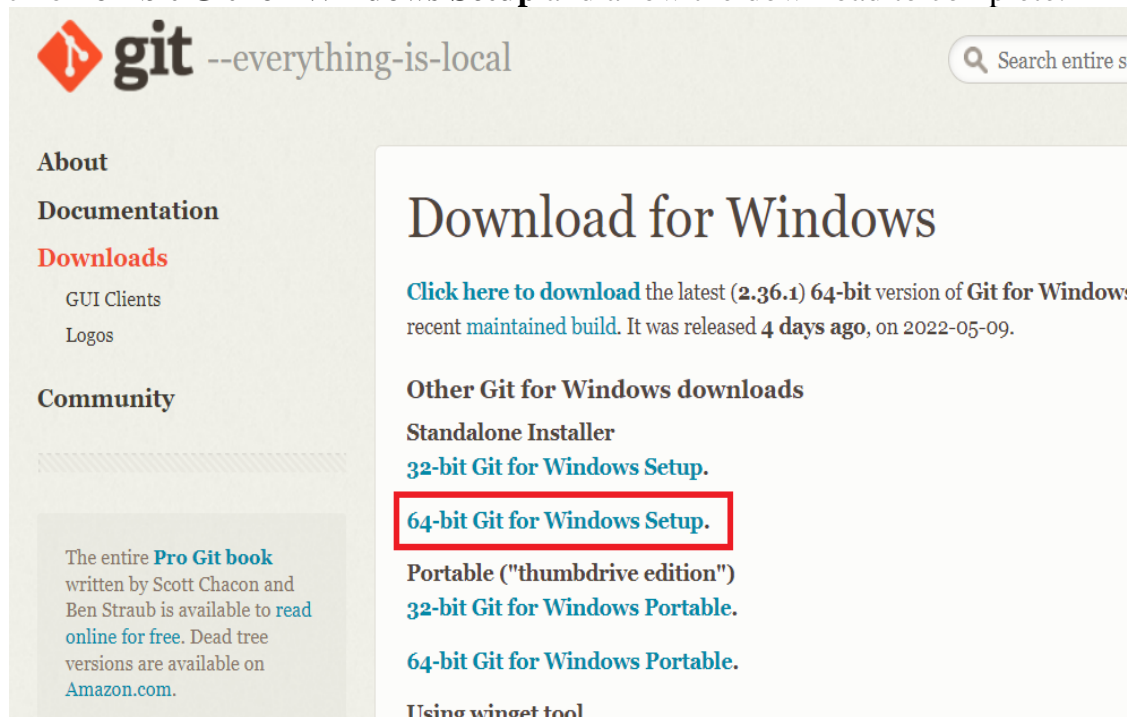 git --everything-is-local
Search entire s
About
Documentation
Downloads
GUI Clients
Logos
Community
The entire Pro Git book
written by Scott Chacon and
Ben Straub is available to read
online for free. Dead tree
versions are available on
Amazon.com.
Download for Windows
Click here to download the latest (2.36.1) 64-bit version of Git for Windows
recent maintained build. It was released 4 days ago, on 2022-05-09.
Other Git for Windows downloads
Standalone Installer
32-bit Git for Windows Setup.
64-bit Git for Windows Setup.
Portable ("thumbdrive edition")
32-bit Git for Windows Portable.
64-bit Git for Windows Portable.
Using winget tool